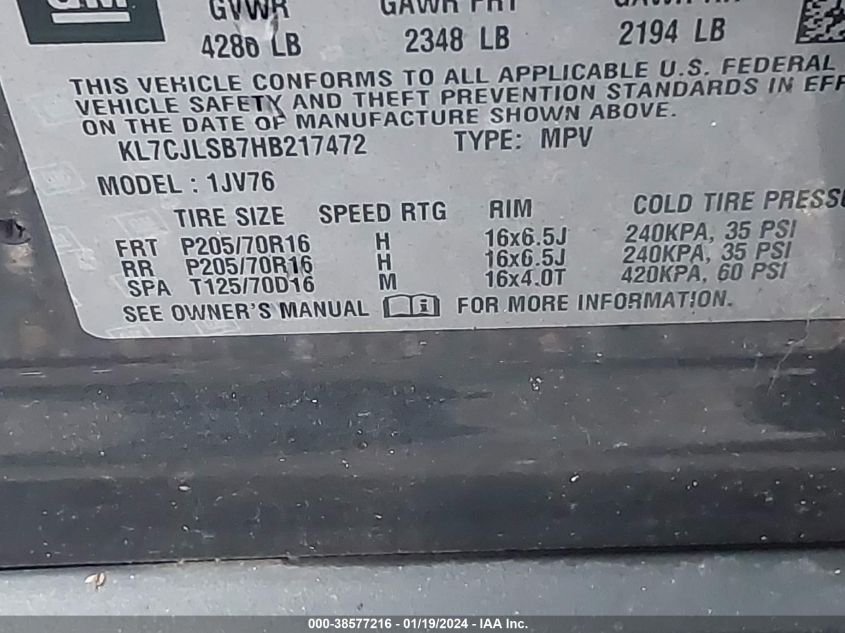 GM
GVWR GAWR FRT
4280 LB 2348 LB 2194 LB
THIS VEHICLE CONFORMS TO ALL APPLICABLE U.S. FEDERAL
VEHICLE SAFETY AND THEFT PREVENTION STANDARDS IN EFF
ON THE DATE OF MANUFACTURE SHOWN ABOVE.
KL7CJLSB7HB217472 TYPE: MPV
MODEL : 1JV76
TIRE SIZE SPEED RTG RIM COLD TIRE PRESSU
FRT P205/70R16 H 16x6.5J 240KPA, 35 PSI
RR P205/70R16 H 16x6.5J 240KPA, 35 PSI
SPA T125/70D16 M 16x4.0T 420KPA, 60 PSI
SEE OWNER'S MANUAL FOR MORE INFORMATION.
000-38577216 - 01/19/2024 - IAA Inc.